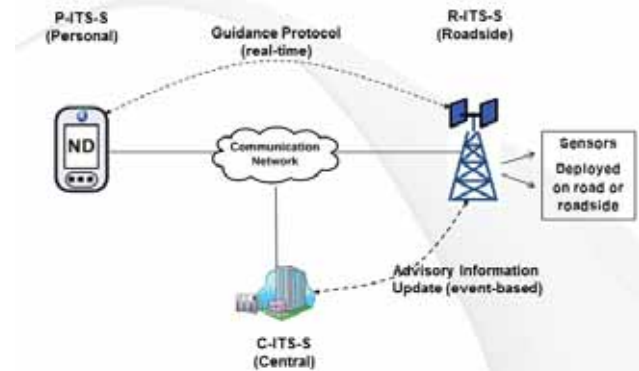 P-ITS-S
(Personal)
R-ITS-S
(Roadside)
Guidance Protocol
(real-time)
ND
Communication
Network
Sensors
Deployed
on road or
roadside
Advisory Information
Update (event-based)
C-ITS-S
(Central)